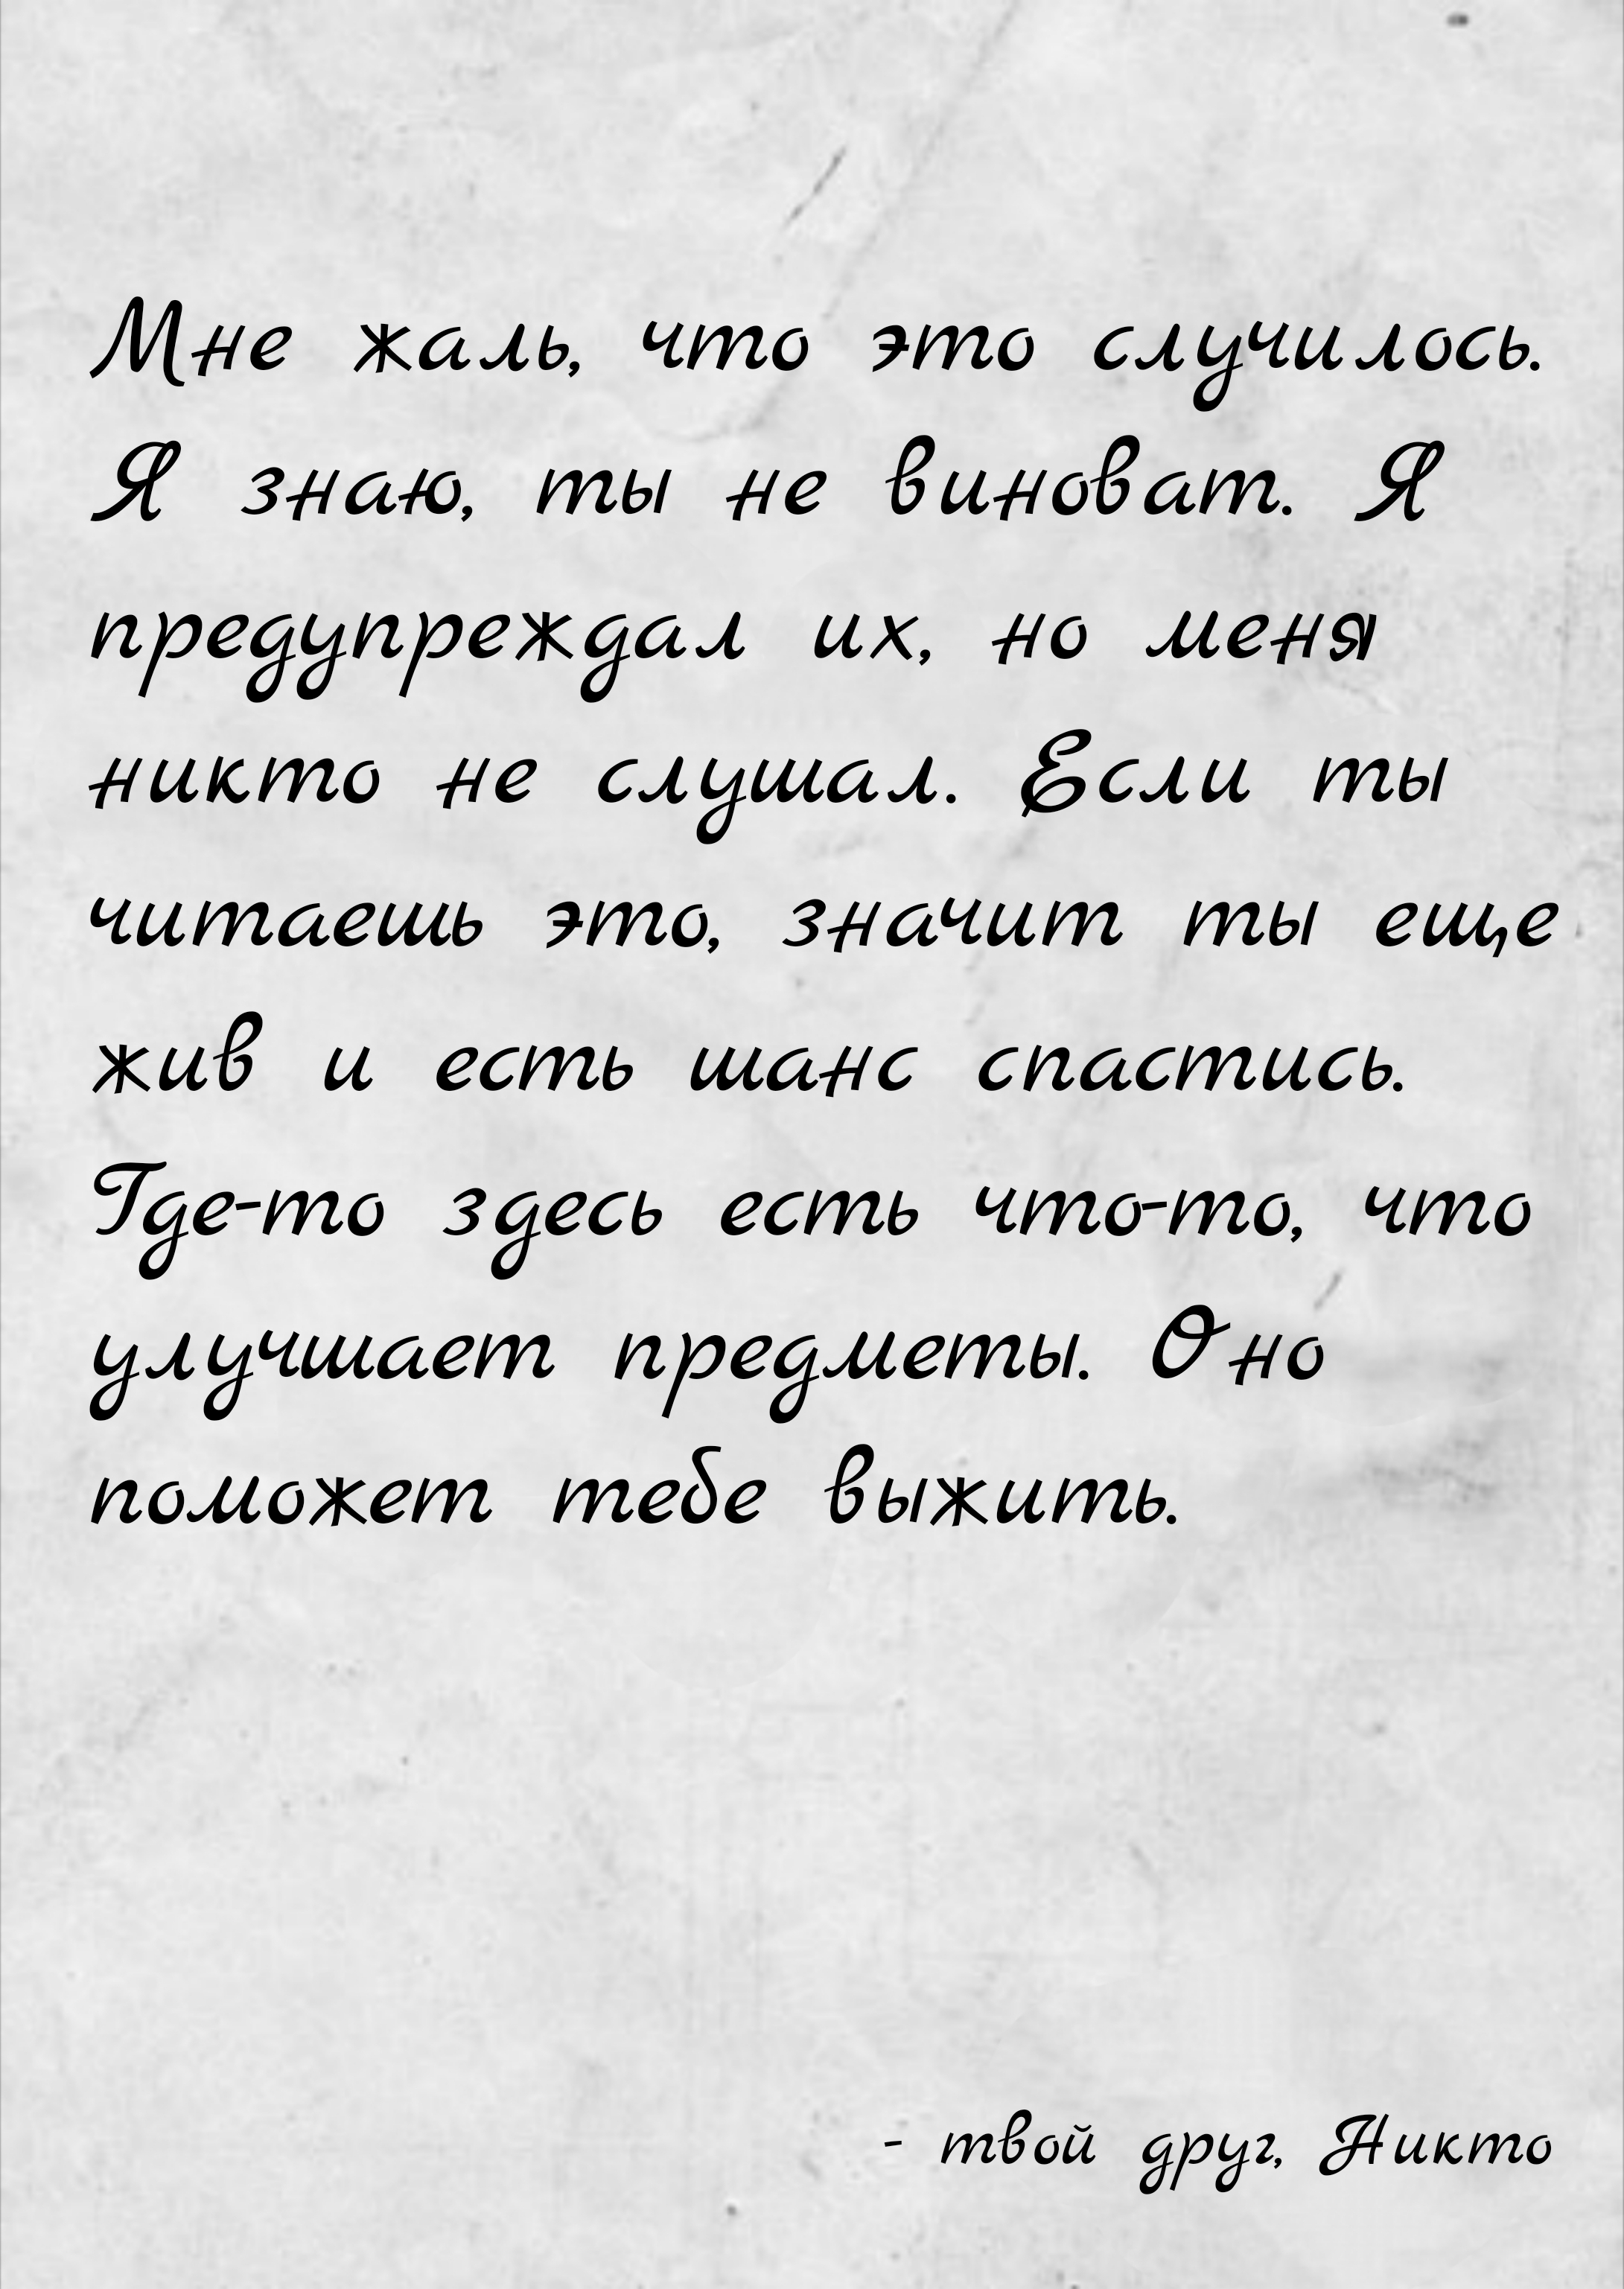 Мне жаль, что это случилось.
Я знаю, ты не виноват. Я
предупреждал их, но меня
никто не слушал. Если ты
читаешь это, значит ты еще
жив и есть шанс спастись.
Где-то здесь есть что-то, что
улучшает предметы. Оно
поможет тебе выжить.
- твой друг, Никто